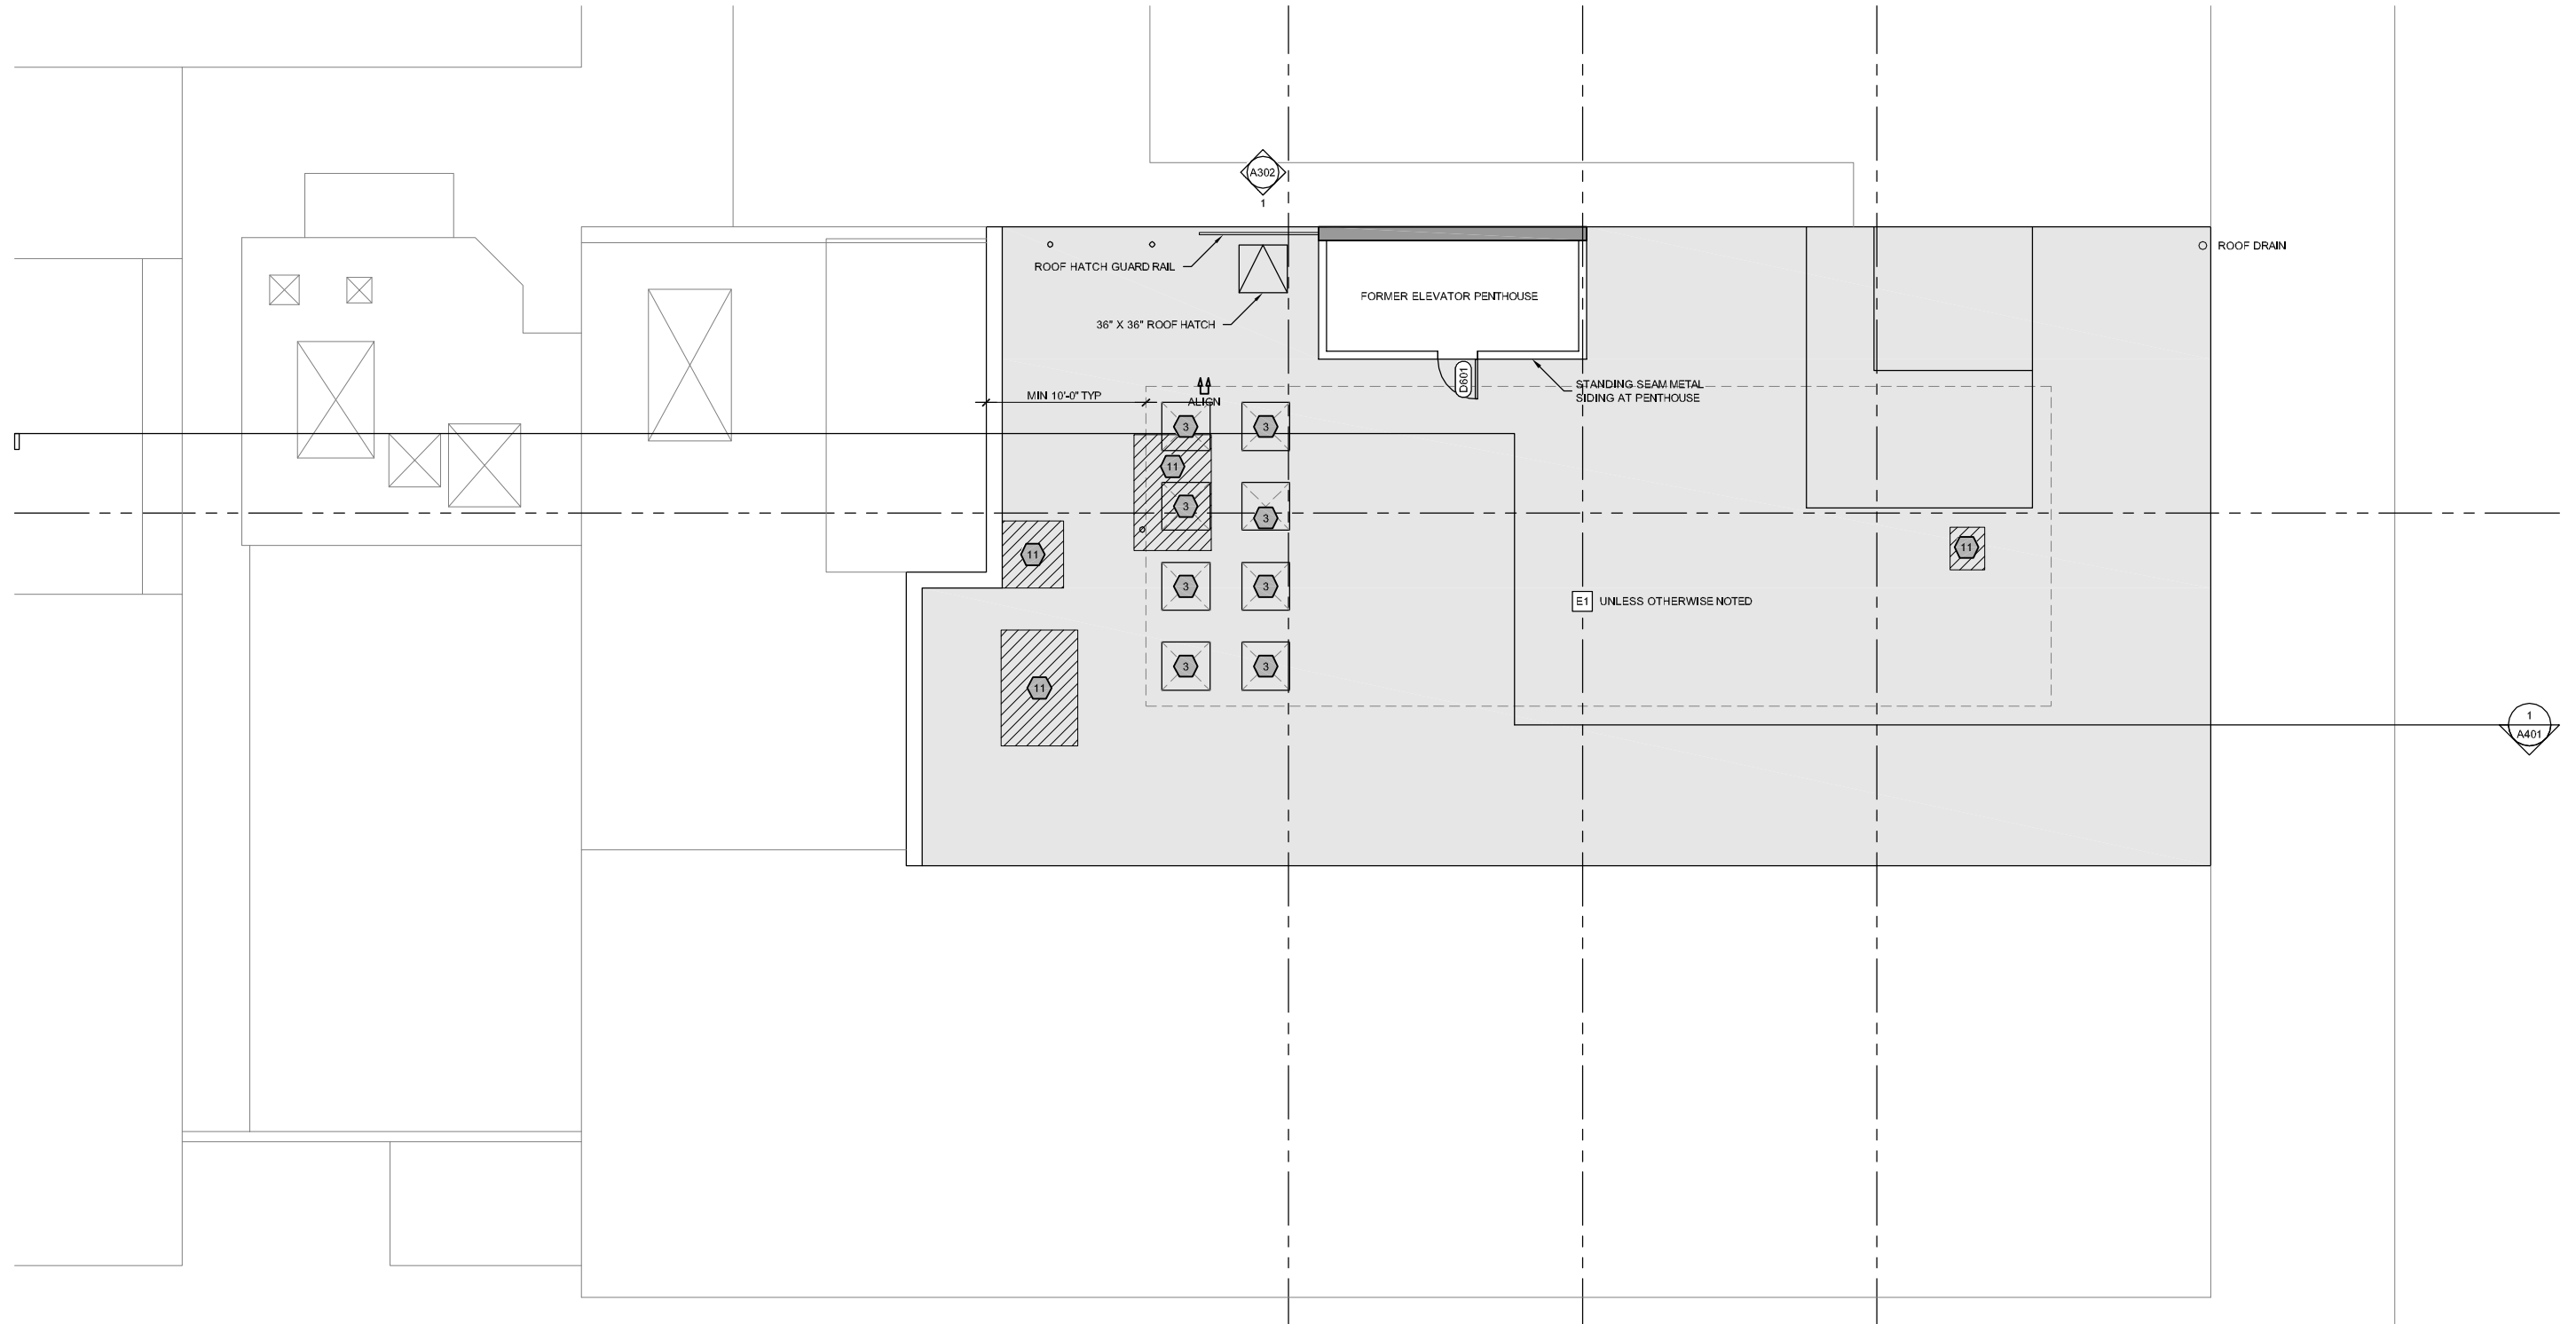 A302
1
ROOF DRAIN
ROOF HATCH GUARD RAIL
FORMER ELEVATOR PENTHOUSE
36" X 36" ROOF HATCH
D601
STANDING SEAM METAL
SIDING AT PENTHOUSE
MIN 10'-0" TYP
ALIGN
3
3
11
3
3
11
11
3
3
E1 UNLESS OTHERWISE NOTED
3
3
11
1
A401